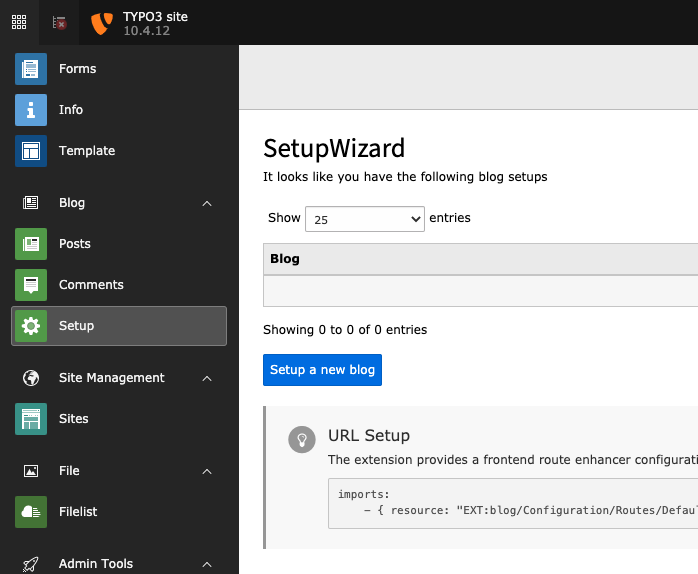 TYPO3 site
10.4.12
Forms
Info
Template
Blog
Posts
Comments
Setup
Site Management
Sites
File
Filelist
Admin Tools
SetupWizard
It looks like you have the following blog setups
Show 25 entries
Blog
Showing 0 to 0 of 0 entries
Setup a new blog
URL Setup
The extension provides a frontend route enhancer configurati
imports:
- { resource: "EXT:blog/Configuration/Routes/Defau